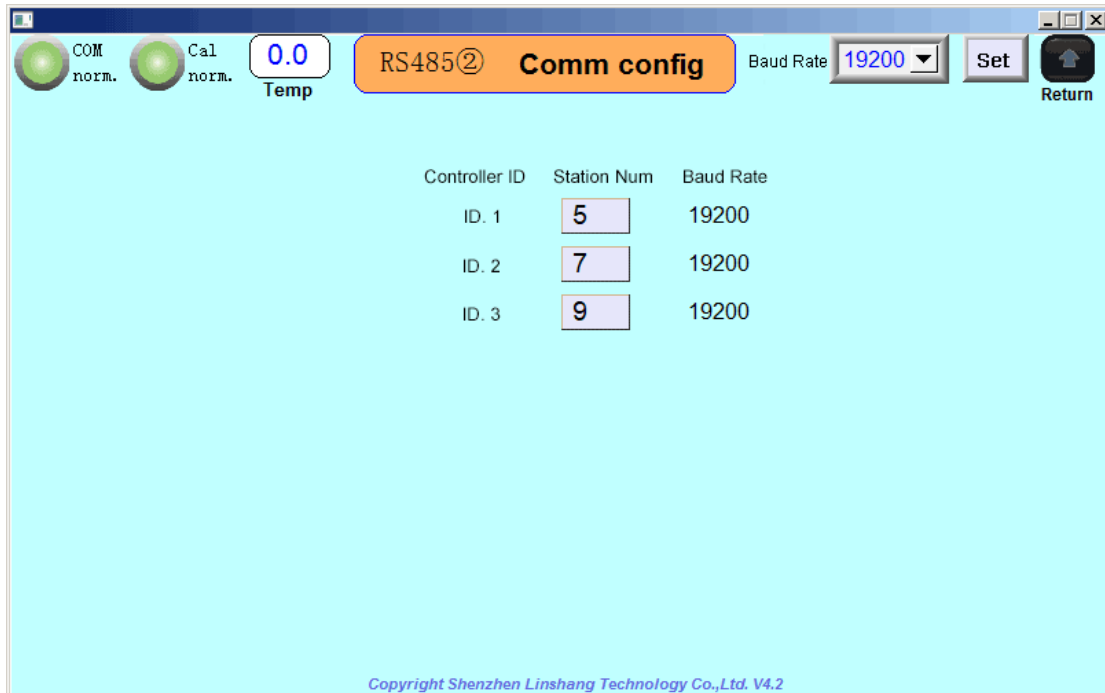 COM norm.
Cal norm.
0.0
Temp
RS485② Comm config
Baud Rate 19200 Set
Return
Controller ID Station Num Baud Rate
ID. 1 5 19200
ID. 2 7 19200
ID. 3 9 19200
Copyright Shenzhen Linshang Technology Co.,Ltd. V4.2